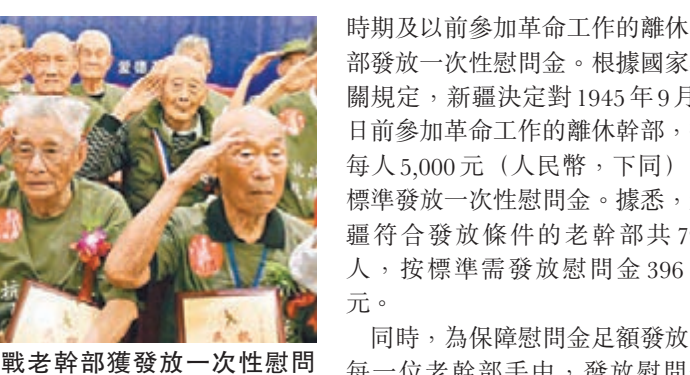 愛德
抗
戰老幹部獲發放一次性慰問
時期及以前參加革命工作的離休
部發放一次性慰問金。根據國家
關規定，新疆決定對1945年9月
日前參加革命工作的離休幹部，
每人5,000元（人民幣，下同）
標準發放一次性慰問金。據悉，
疆符合發放條件的老幹部共7
人，按標準需發放慰問金396
元。
同時，為保障慰問金足額發放
每一位老幹部手中，發放慰問